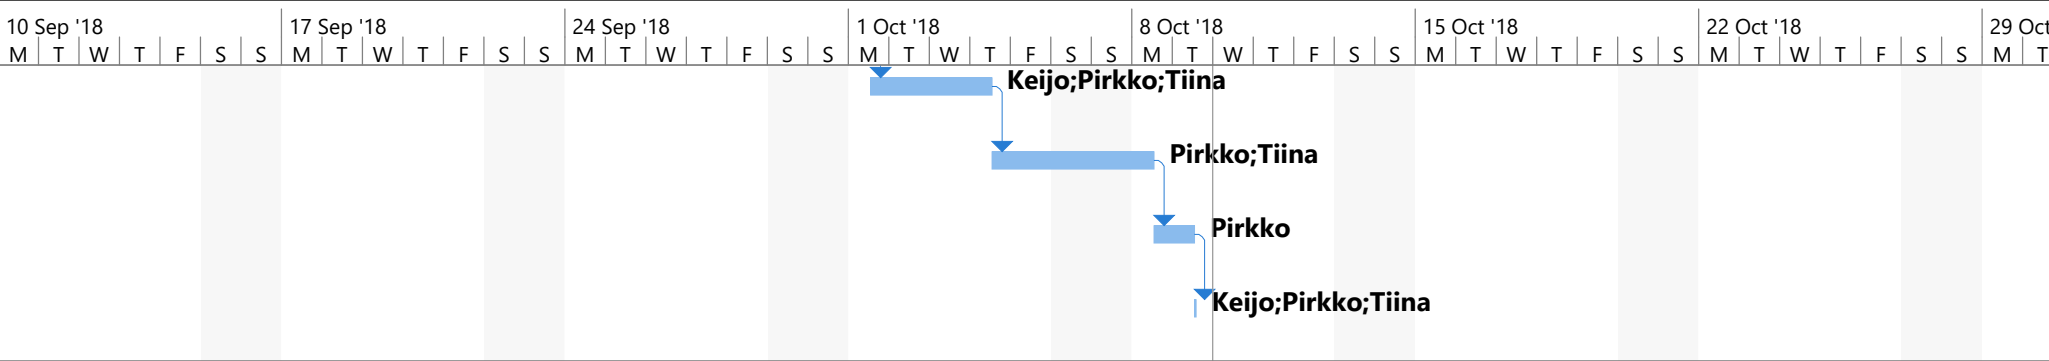 10 Sep '18 17 Sep '18 24 Sep '18 1 Oct '18 8 Oct '18 15 Oct '18 22 Oct '18 29 Oct
M T W T F S S M T W T F S S M T W T F S S M T W T F S S M T W T F S S M T W T F S S M T W T F S S M T
Keijo;Pirkko;Tiina
Pirkko;Tiina
Pirkko
Keijo;Pirkko;Tiina